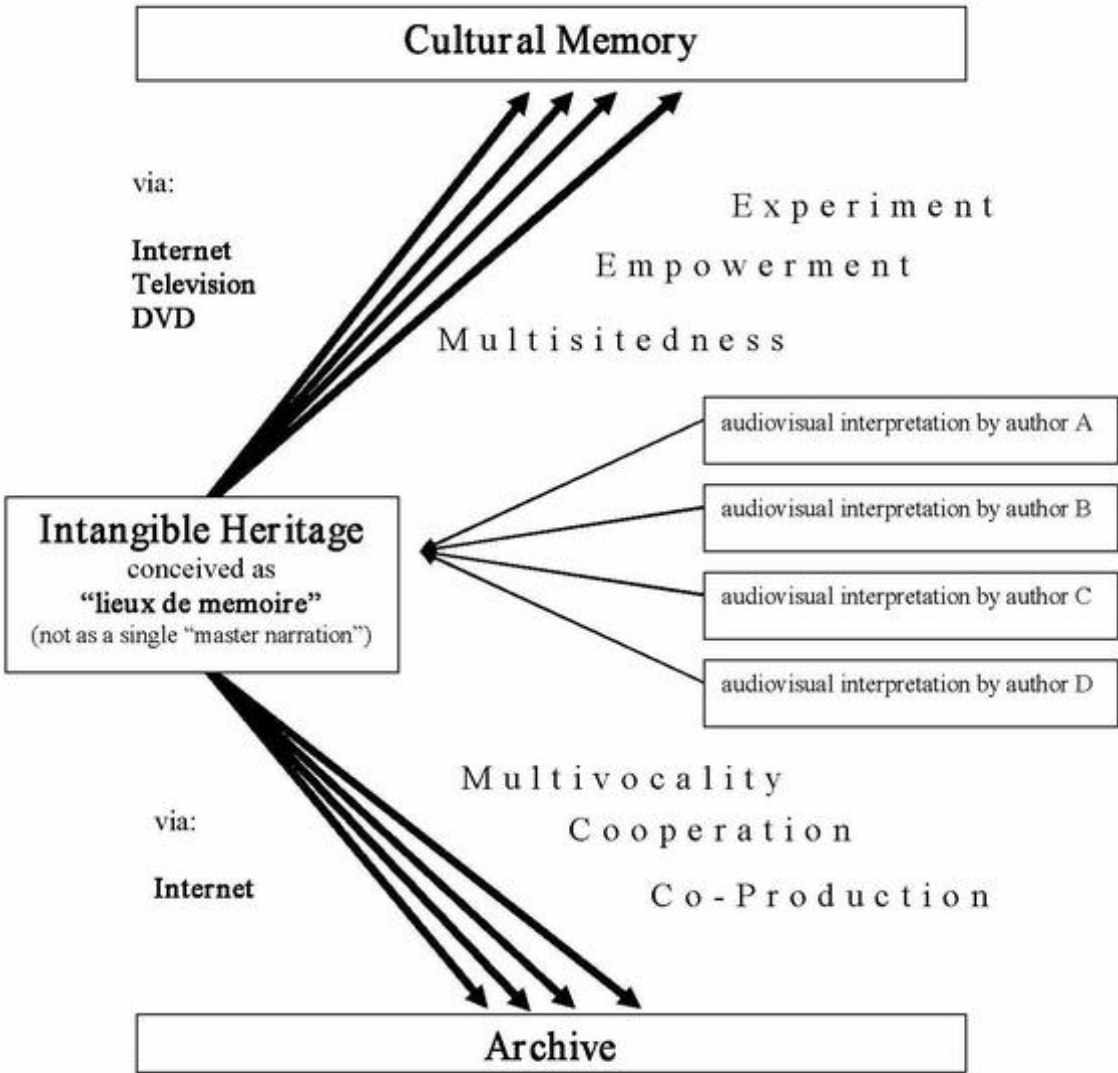 Cultural Memory
via:
Internet
Television
DVD
Experiment
Empowerment
Multisitedness
audiovisual interpretation by author A
audiovisual interpretation by author B
audiovisual interpretation by author C
audiovisual interpretation by author D
Intangible Heritage
conceived as
“lieux de memoire”
(not as a single “master narration”)
Multivocality
Cooperation
Co-Production
via:
Internet
Archive